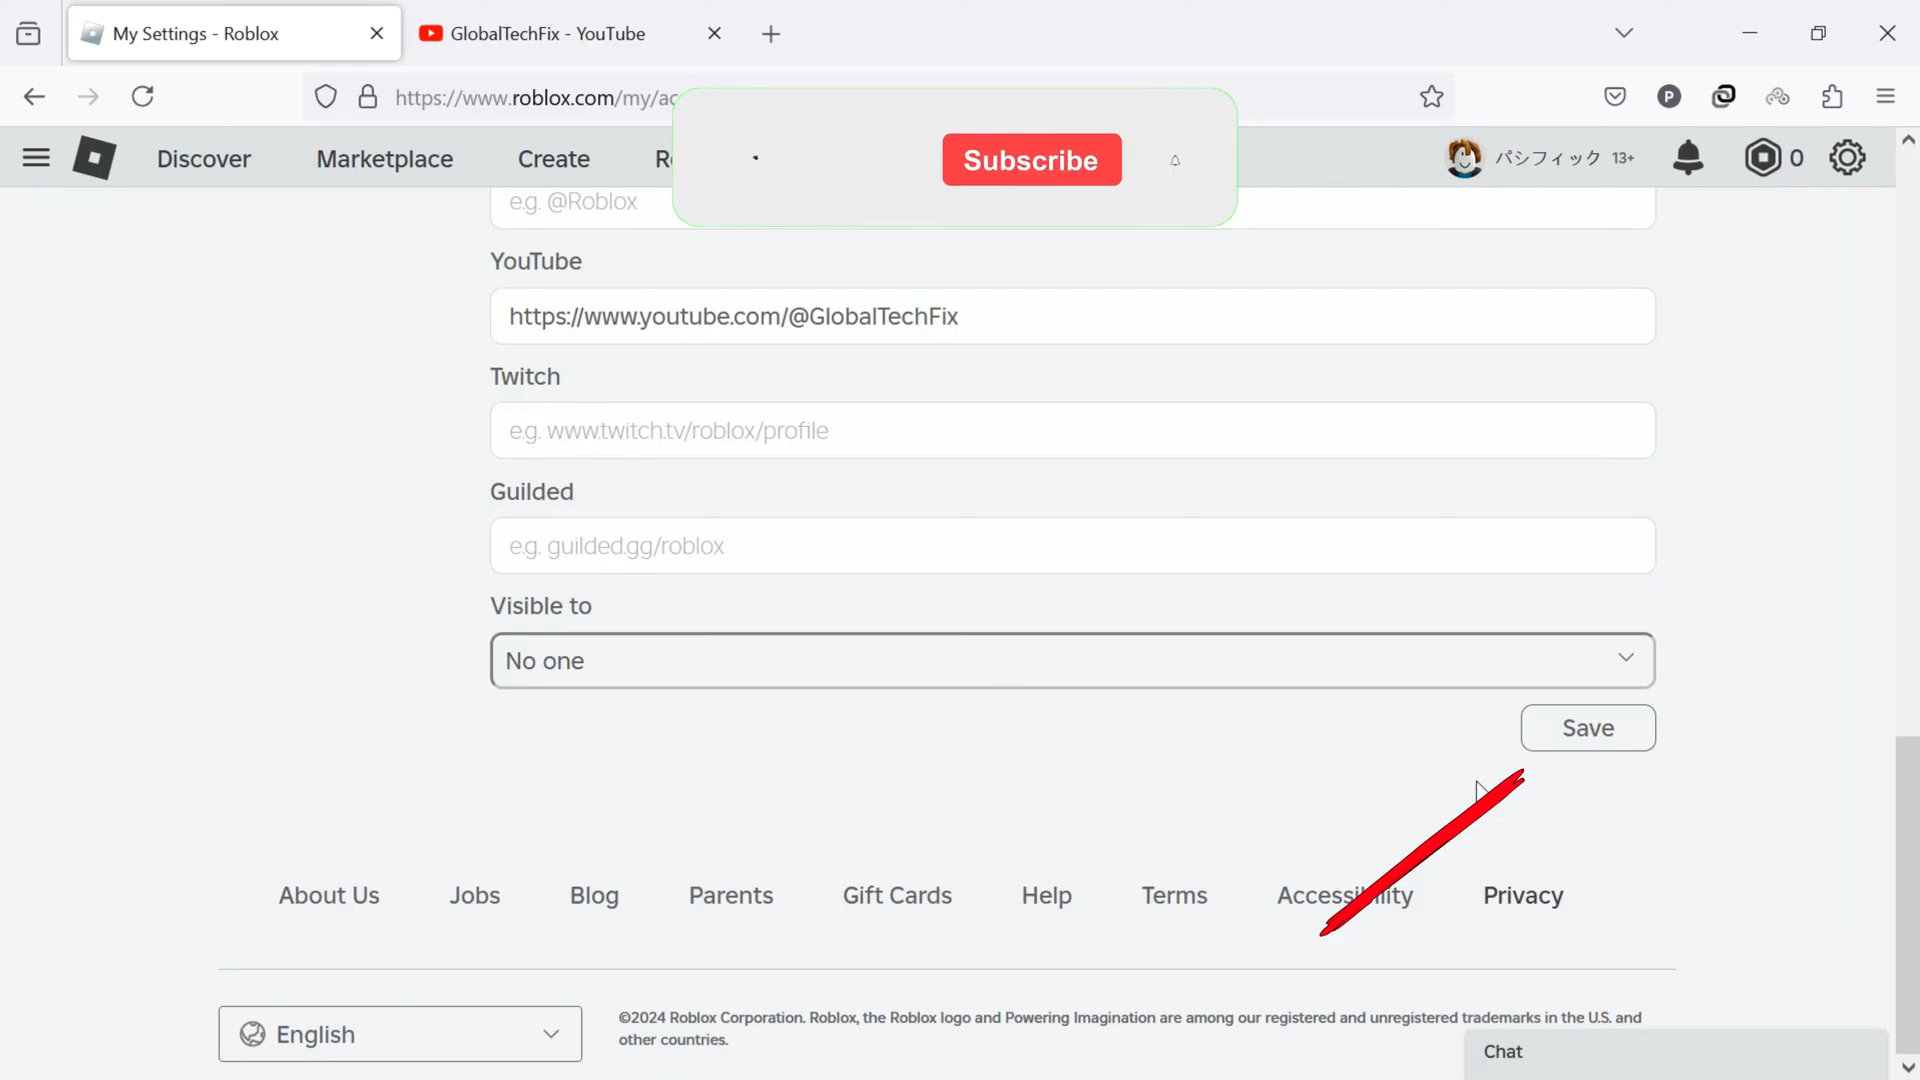 My Settings - Roblox
GlobalTechFix - YouTube
https://www.roblox.com/my/ac
P
Discover
Marketplace
Create
Subscribe
パシフィック 13+
0
e.g. @Roblox
YouTube
https://www.youtube.com/@GlobalTechFix
Twitch
e.g. www.twitch.tv/roblox/profile
Guilded
e.g. guilded.gg/roblox
Visible to
No one
Save
About Us
Jobs
Blog
Parents
Gift Cards
Help
Terms
Accessibility
Privacy
English
©2024 Roblox Corporation. Roblox, the Roblox logo and Powering Imagination are among our registered and unregistered trademarks in the U.S. and
other countries.
Chat